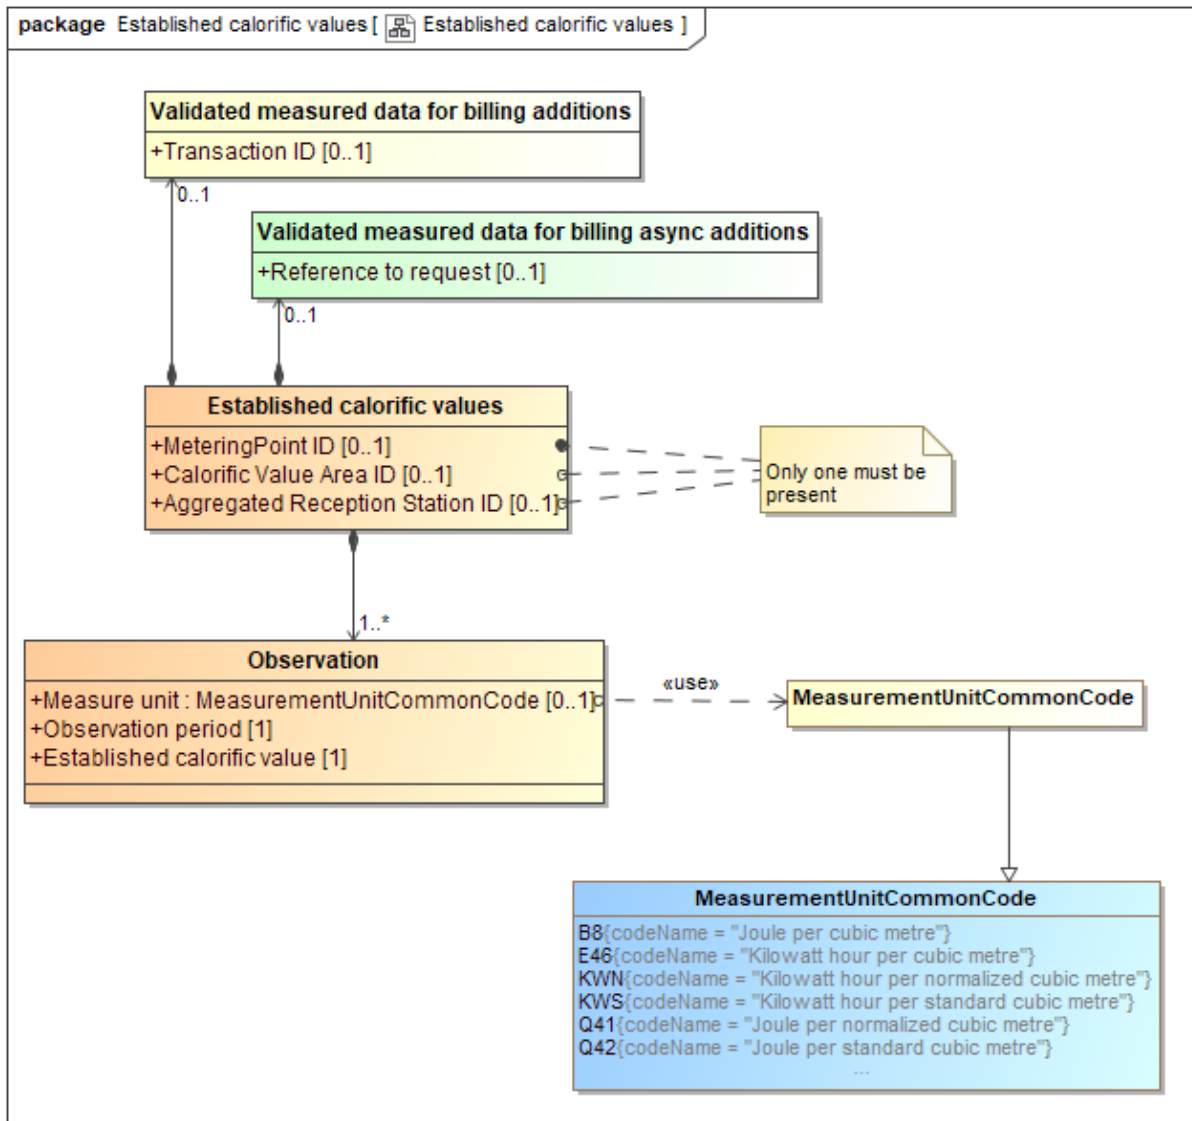 package Established calorific values [ Established calorific values ]
Validated measured data for billing additions
+Transaction ID [0..1]
0..1
Validated measured data for billing async additions
+Reference to request [0..1]
0..1
Established calorific values
+MeteringPoint ID [0..1]
+Calorific Value Area ID [0..1]
+Aggregated Reception Station ID [0..1]
Only one must be
present
1..*
Observation
+Measure unit : MeasurementUnitCommonCode [0..1]
+Observation period [1]
+Established calorific value [1]
«use»
MeasurementUnitCommonCode
MeasurementUnitCommonCode
B8{codeName = "Joule per cubic metre"}
E46{codeName = "Kilowatt hour per cubic metre"}
KWN{codeName = "Kilowatt hour per normalized cubic metre"}
KWS{codeName = "Kilowatt hour per standard cubic metre"}
Q41{codeName = "Joule per normalized cubic metre"}
Q42{codeName = "Joule per standard cubic metre"}
...